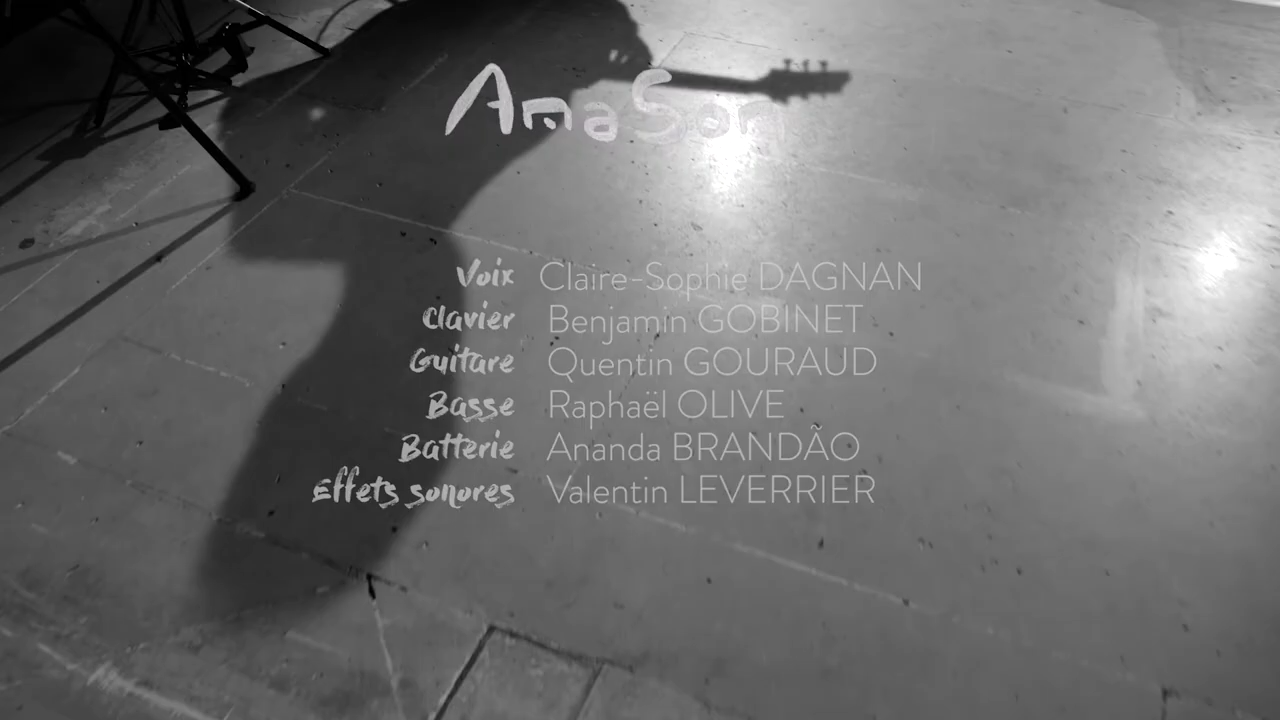 AmaSon
Voix Claire-Sophie DAGNAN
Clavier Benjamin GOBINET
Guitare Quentin GOURAUD
Basse Raphaël OLIVE
Batterie Ananda BRANDÃO
Effets sonores Valentin LEVERRIER